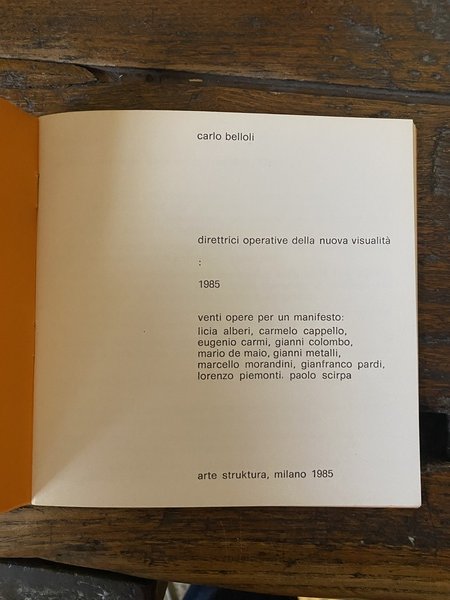 carlo belloli
direttrici operative della nuova visualità
:
1985
venti opere per un manifesto:
licia alberi, carmelo cappello,
eugenio carmi, gianni colombo,
mario de maio, gianni metalli,
marcello morandini, gianfranco pardi,
lorenzo piemonti. paolo scirpa
arte struktura, milano 1985